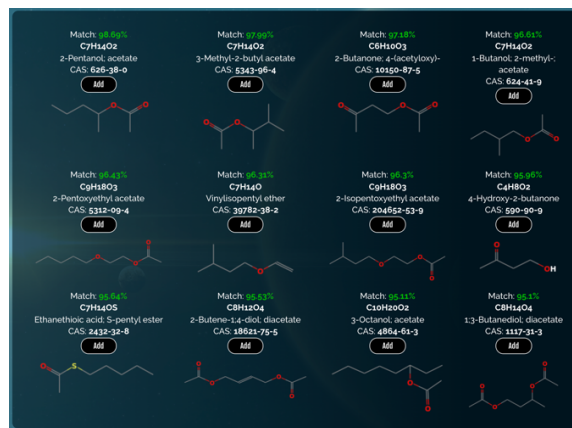 Match: 98.69%
C7H14O2
2-Pentanol; acetate
CAS: 626-38-0
Add
Match: 97.99%
C7H14O2
3-Methyl-2-butyl acetate
CAS: 5343-96-4
Add
Match: 97.18%
C6H10O3
2-Butanone; 4-(acetyloxy)-
CAS: 10150-87-5
Add
Match: 96.61%
C7H14O2
1-Butanol; 2-methyl-;
acetate
CAS: 624-41-9
Add
O
O
O
O
O
O
O
O
O
Match: 96.43%
C9H18O3
2-Pentoxyethyl acetate
CAS: 5312-09-4
Add
Match: 96.31%
C7H14O
Vinylisopentyl ether
CAS: 39782-38-2
Add
Match: 96.3%
C9H18O3
2-Isopentoxyethyl acetate
CAS: 204652-53-9
Add
Match: 95.96%
C4H8O2
4-Hydroxy-2-butanone
CAS: 590-90-9
Add
O
O
O
O
O
O
O
O
OH
Match: 95.64%
C7H14OS
Ethanethioic acid; S-pentyl ester
CAS: 2432-32-8
Add
Match: 95.53%
C8H12O4
2-Butene-1;4-diol; diacetate
CAS: 18621-75-5
Add
Match: 95.11%
C10H20O2
3-Octanol; acetate
CAS: 4864-61-3
Add
Match: 95.1%
C8H14O4
1;3-Butanediol; diacetate
CAS: 1117-31-3
Add
O
S
O
O
O
O
O
O
O
O
O
O